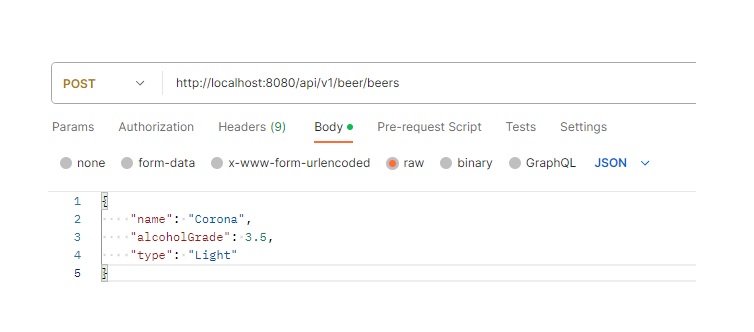 POST http://localhost:8080/api/v1/beer/beers
Params Authorization Headers (9) Body Pre-request Script Tests Settings
none form-data x-www-form-urlencoded raw binary GraphQL JSON
1 {
2 "name": "Corona",
3 "alcoholGrade": 3.5,
4 "type": "Light"
5 }